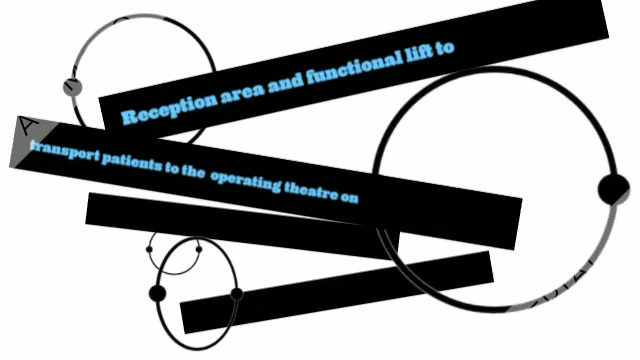 Reception area and functional lift to
transport patients to the operating theatre on